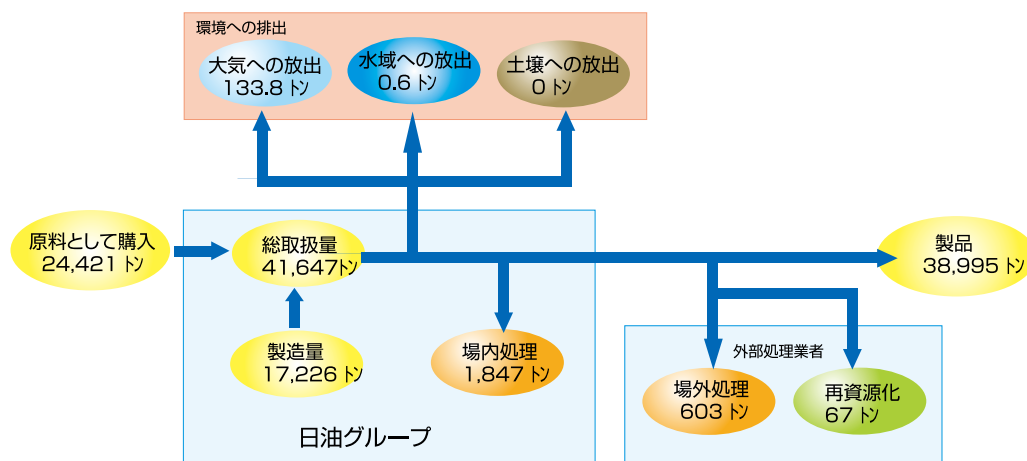 環境への排出
大気への放出
133.8 トン
水域への放出
0.6 トン
土壌への放出
0 トン
原料として購入
24,421 トン
総取扱量
41,647トン
製品
38,995 トン
製造量
17,226 トン
場内処理
1,847 トン
外部処理業者
場外処理
603 トン
再資源化
67 トン
日油グループ